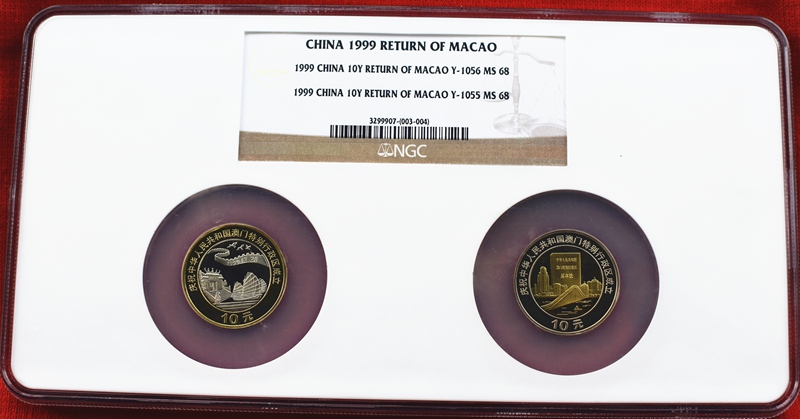 CHINA 1999 RETURN OF MACAO
1999 CHINA 10Y RETURN OF MACAO Y-1056 MS 68
1999 CHINA 10Y RETURN OF MACAO Y-1055 MS 68
3299907-(003-004)
NGC
庆祝中华人民共和国澳门特别行政区成立
10元
庆祝中华人民共和国澳门特别行政区成立
10元